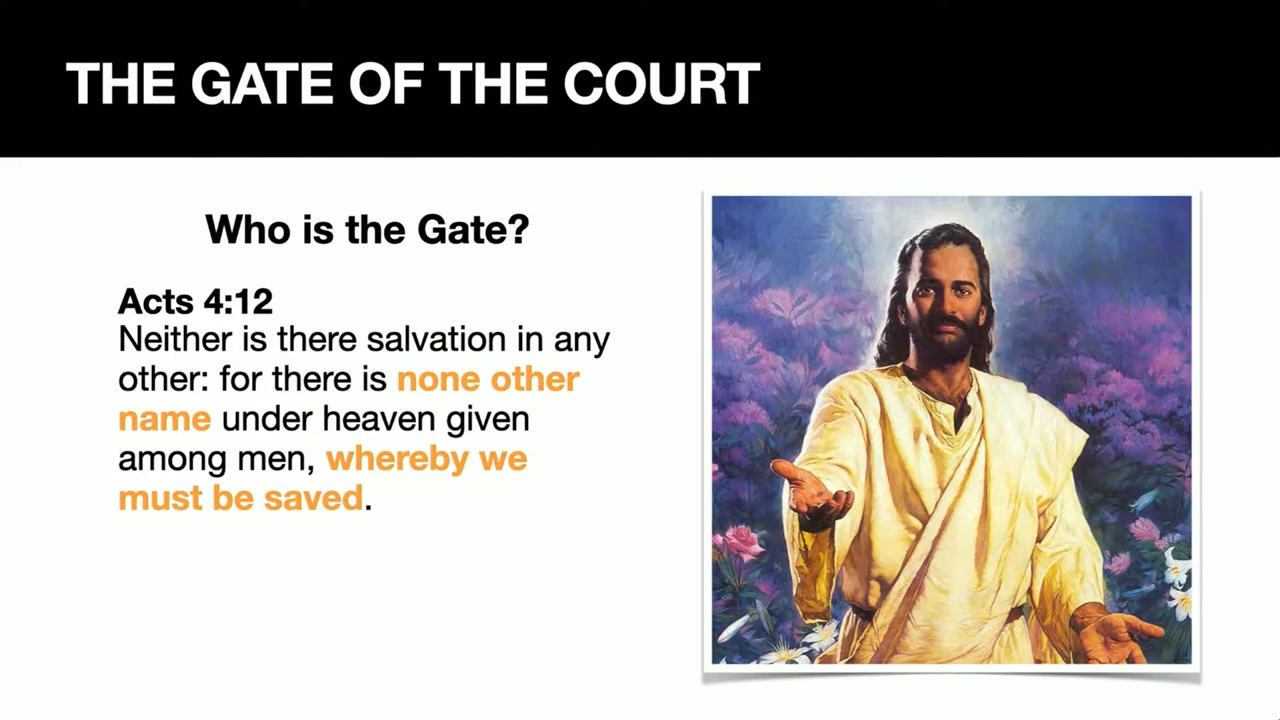 THE GATE OF THE COURT
Who is the Gate?
Acts 4:12
Neither is there salvation in any
other: for there is none other
name under heaven given
among men, whereby we
must be saved.